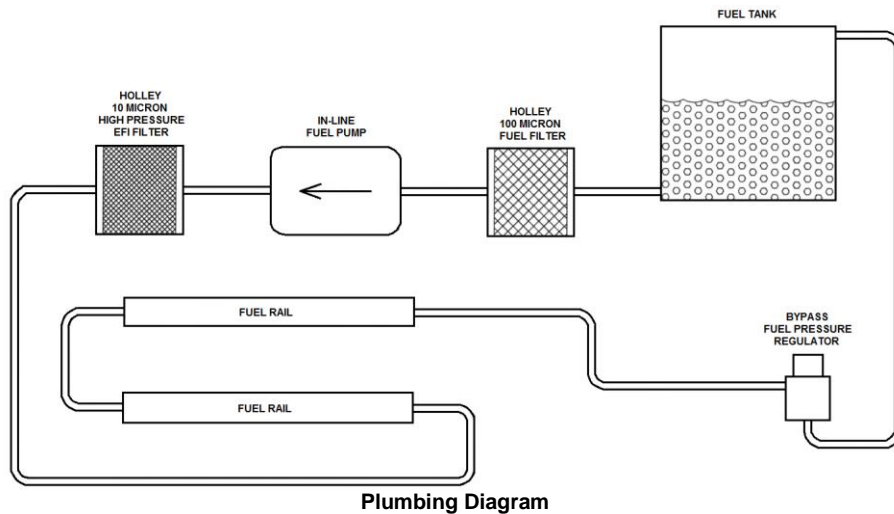 FUEL TANK
HOLLEY
10 MICRON
HIGH PRESSURE
EFI FILTER
IN-LINE
FUEL PUMP
HOLLEY
100 MICRON
FUEL FILTER
FUEL RAIL
BYPASS
FUEL PRESSURE
REGULATOR
FUEL RAIL
Plumbing Diagram